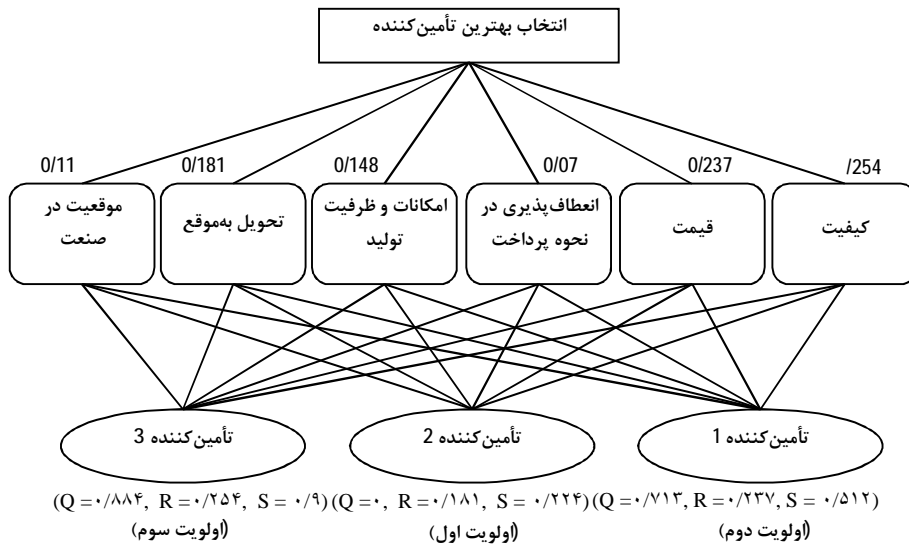 انتخاب بهترین تأمین‌کننده
/254
0/237
0/07
0/148
0/181
0/11
کیفیت
قیمت
انعطاف‌پذیری در
نحوه پرداخت
امکانات و ظرفیت
تولید
تحویل به‌موقع
موقعیت در
صنعت
تأمین‌کننده 1
تأمین‌کننده 2
تأمین‌کننده 3
(Q =۰/۷۱۳, R =۰/۲۳۷, S = ۰/۵۱۲)
(اولویت دوم)
(Q =۰, R =۰/۱۸۱, S = ۰/۲۲۴)
(اولویت اول)
(Q =۰/۸۸۴, R =۰/۲۵۴, S = ۰/۹)
(اولویت سوم)